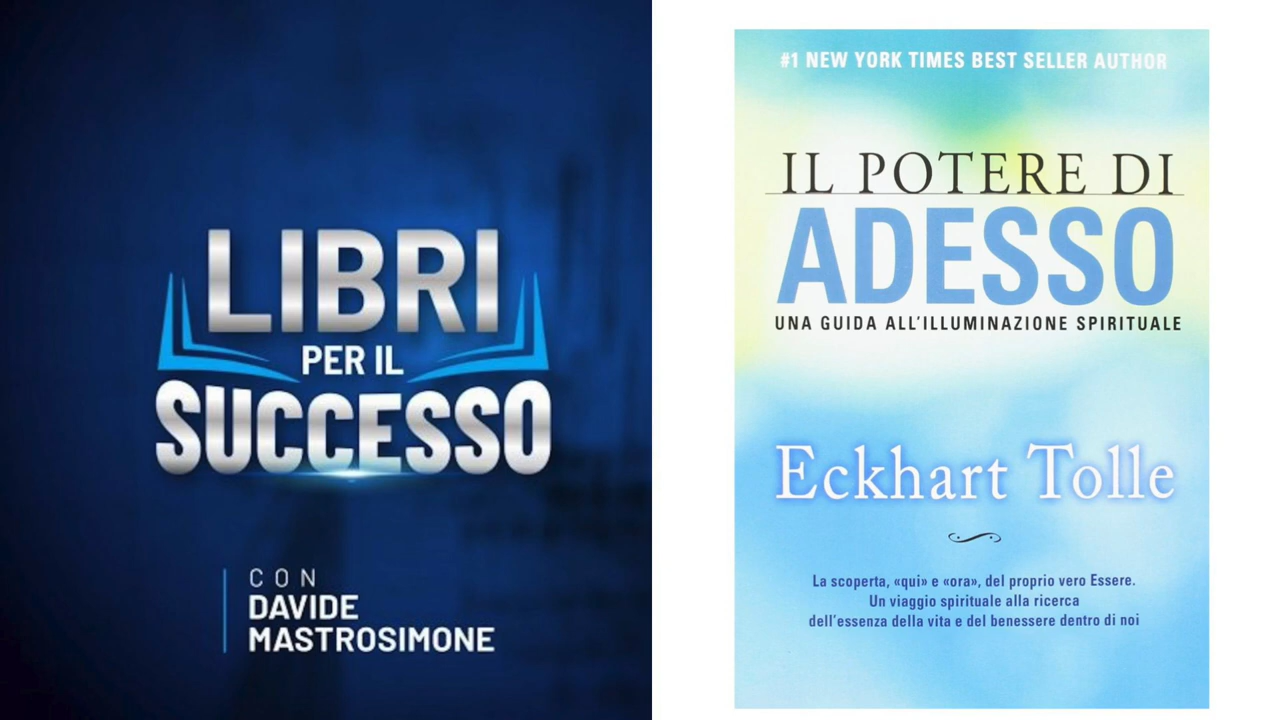 LIBRI
PER IL
SUCCESSO
CON
DAVIDE
MASTROSIMONE
#1 NEW YORK TIMES BEST SELLER AUTHOR
IL POTERE DI
ADESSO
UNA GUIDA ALL'ILLUMINAZIONE SPIRITUALE
Eckhart Tolle
La scoperta, «qui» e «ora», del proprio vero Essere.
Un viaggio spirituale alla ricerca
dell'essenza della vita e del benessere dentro di noi